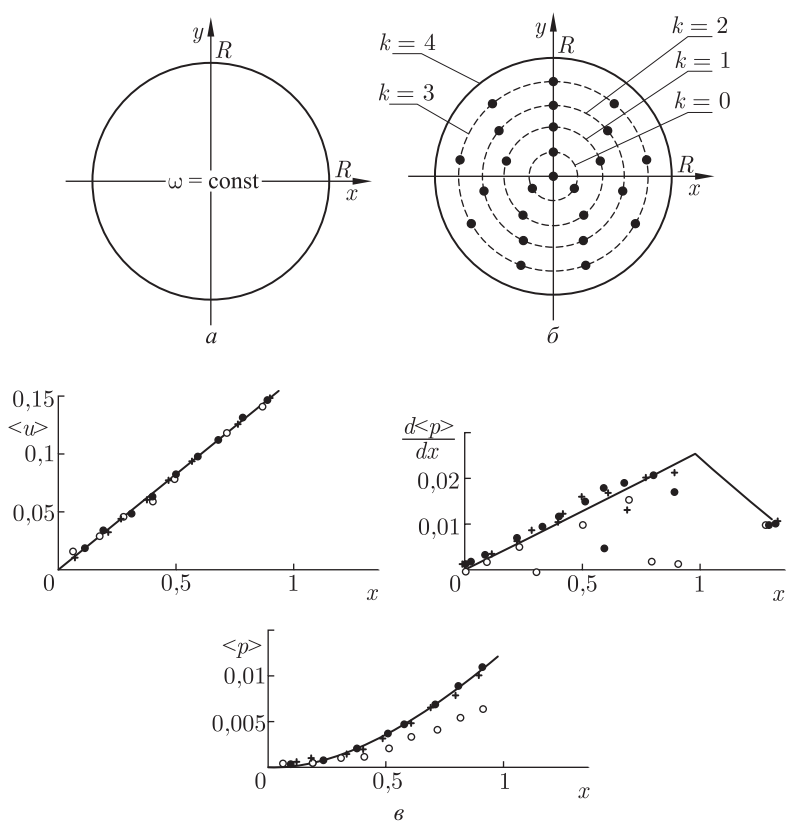 y
R
ω = const
R
x
а
y
R
k = 4
k = 3
k = 2
k = 1
k = 0
R
x
б
0,15
<u>
0,1
0,05
0
0,5
1
x
d<p>
dx
0,02
0,01
0
0,5
1
x
<p>
0,01
0,005
0
0,5
1
x
в